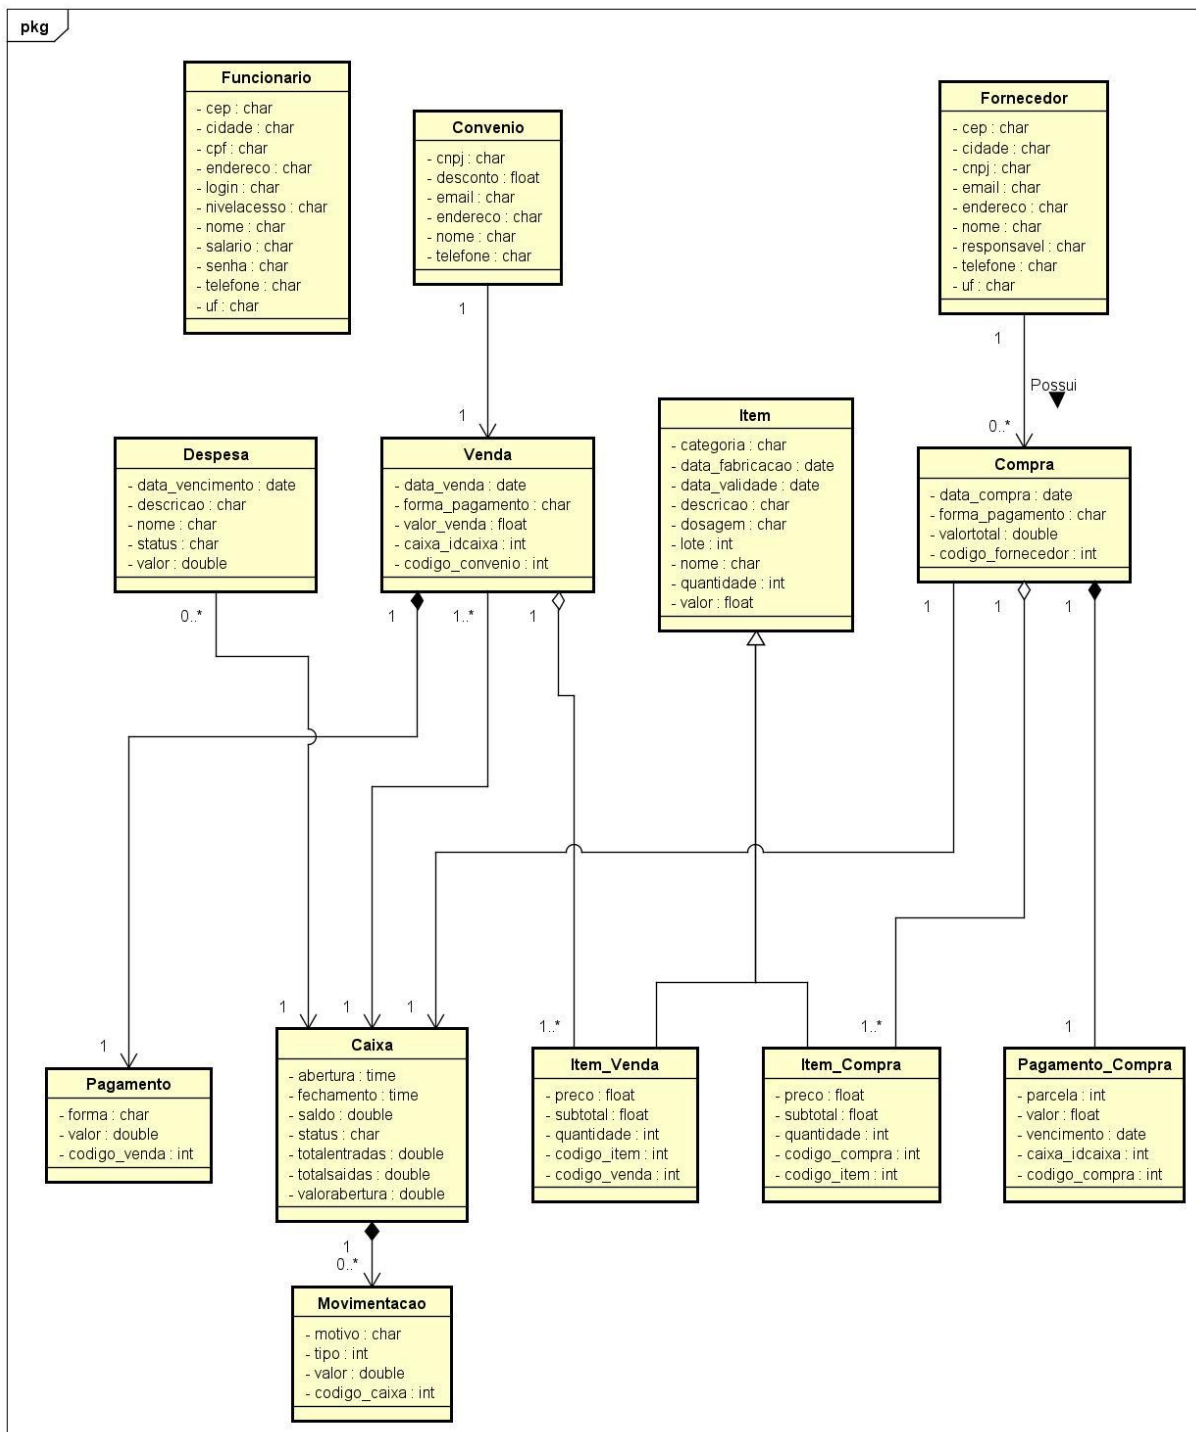 pkg
Funcionario
- cep : char
- cidade : char
- cpf : char
- endereco : char
- login : char
- nivelacesso : char
- nome : char
- salario : char
- senha : char
- telefone : char
- uf : char
Convenio
- cnpj : char
- desconto : float
- email : char
- endereco : char
- nome : char
- telefone : char
Fornecedor
- cep : char
- cidade : char
- cnpj : char
- email : char
- endereco : char
- nome : char
- responsavel : char
- telefone : char
- uf : char
1
1
1
Possui
0..*
Despesa
- data_vencimento : date
- descricao : char
- nome : char
- status : char
- valor : double
Venda
- data_venda : date
- forma_pagamento : char
- valor_venda : float
- caixa_idcaixa : int
- codigo_convenio : int
Item
- categoria : char
- data_fabricacao : date
- data_validade : date
- descricao : char
- dosagem : char
- lote : int
- nome : char
- quantidade : int
- valor : float
Compra
- data_compra : date
- forma_pagamento : char
- valortotal : double
- codigo_fornecedor : int
0..*
1
1..*
1
1
1
1
1
1
1
1
1..*
1..*
1
Pagamento
- forma : char
- valor : double
- codigo_venda : int
Caixa
- abertura : time
- fechamento : time
- saldo : double
- status : char
- totalentradas : double
- totalsaidas : double
- valorabertura : double
Item_Venda
- preco : float
- subtotal : float
- quantidade : int
- codigo_item : int
- codigo_venda : int
Item_Compra
- preco : float
- subtotal : float
- quantidade : int
- codigo_compra : int
- codigo_item : int
Pagamento_Compra
- parcela : int
- valor : float
- vencimento : date
- caixa_idcaixa : int
- codigo_compra : int
1
0..*
Movimentacao
- motivo : char
- tipo : int
- valor : double
- codigo_caixa : int